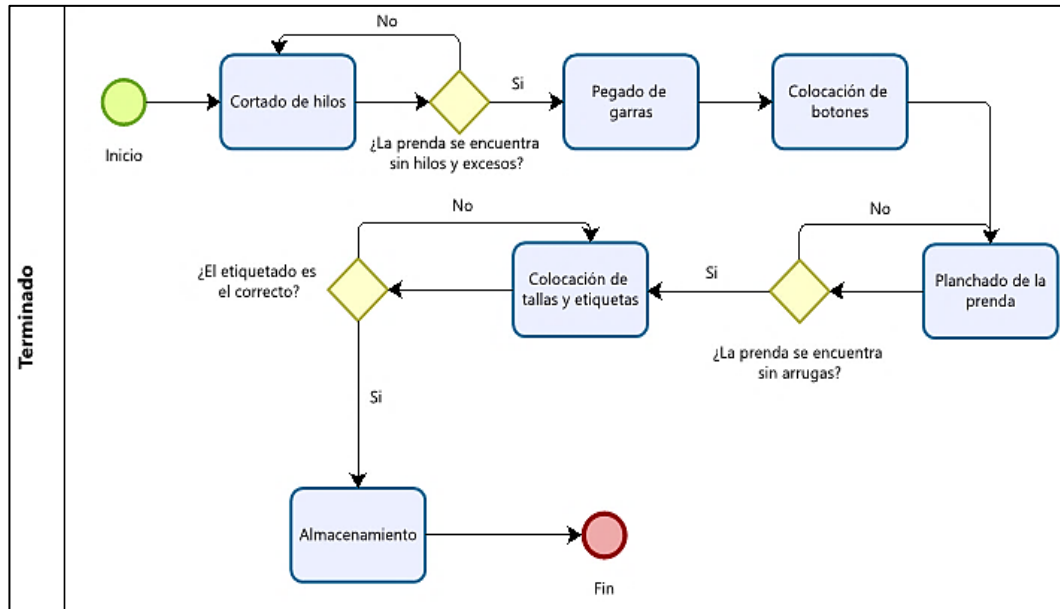 Terminado
No
Cortado de hilos
Si
Pegado de
garras
Colocación de
botones
Inicio
¿La prenda se encuentra
sin hilos y excesos?
No
Planchado de la
prenda
¿La prenda se encuentra
sin arrugas?
Si
No
Colocación de
tallas y etiquetas
¿El etiquetado es
el correcto?
Si
Almacenamiento
Fin